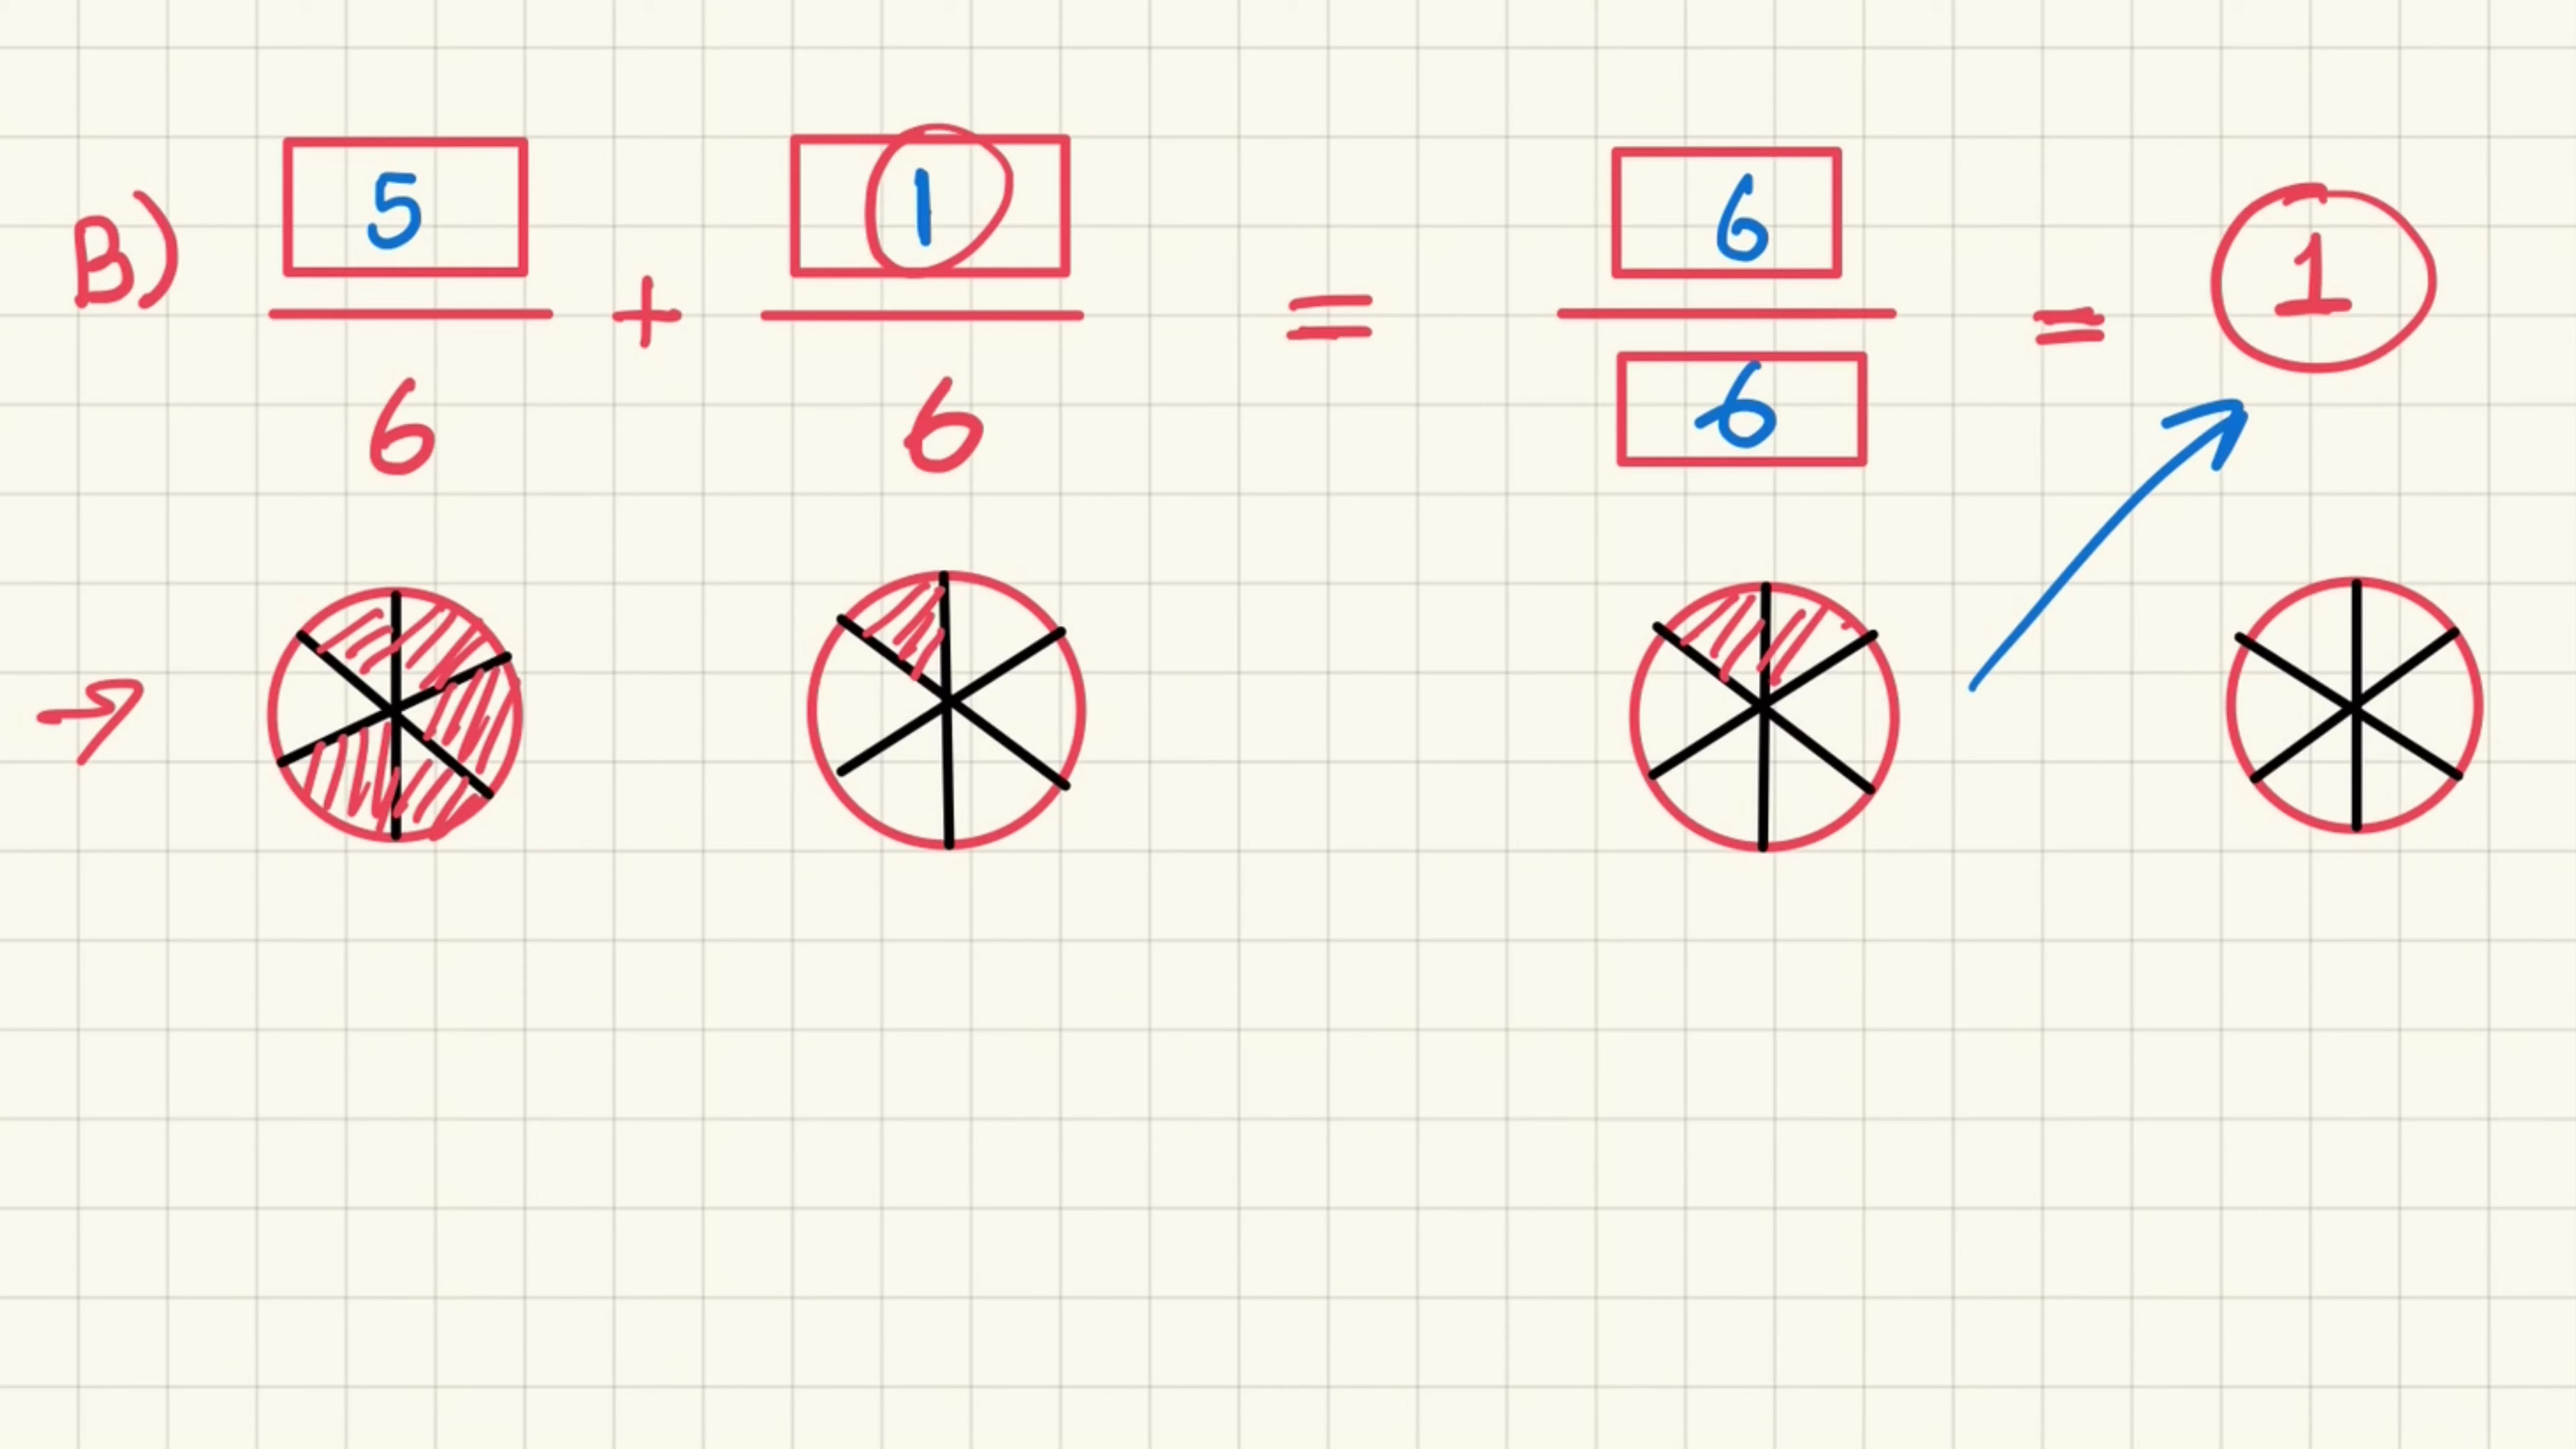 B) 5/6 + 1/6 = 6/6 = 1